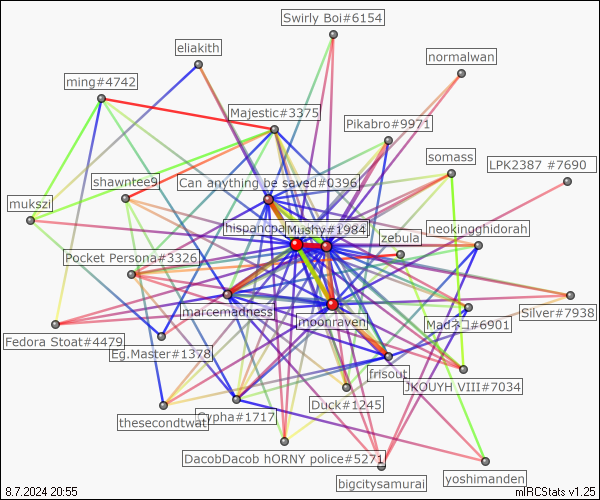 Swirly Boi#6154
eliakith
normalwan
ming#4742
Majestic#3375
Pikabro#9971
somass
LPK2387 #7690
shawntee9
Can anything be saved#0396
mukszi
hispancpa
Mushy#1984
neokingghidorah
zebula
Pocket Persona#3326
marcemadness
moonraven
Madネコ#6901
Silver#7938
Fedora Stoat#4479
Eg.Master#1378
frisout
JKOUYH VIII#7034
thesecondtwat
Cypha#1717
Duck#1245
DacobDacob hORNY police#5271
bigcitysamurai
yoshimanden
8.7.2024 20:55
mIRCStats v1.25